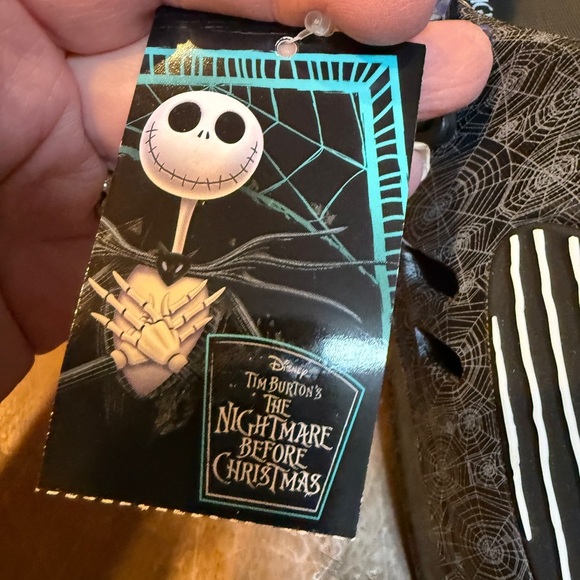 Disney
TIM BURTON'S
THE
NIGHTMARE
BEFORE
CHRISTMAS